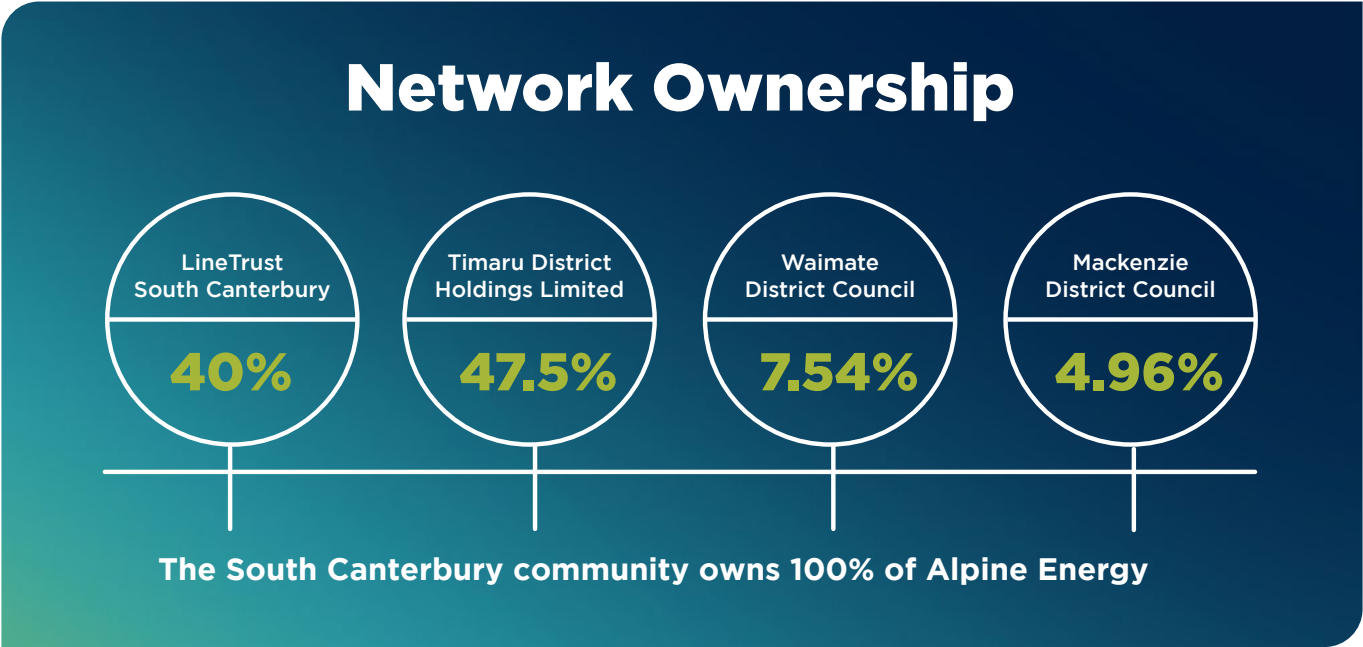 Network Ownership
LineTrust
South Canterbury
40%
Timaru District
Holdings Limited
47.5%
Waimate
District Council
7.54%
Mackenzie
District Council
4.96%
The South Canterbury community owns 100% of Alpine Energy